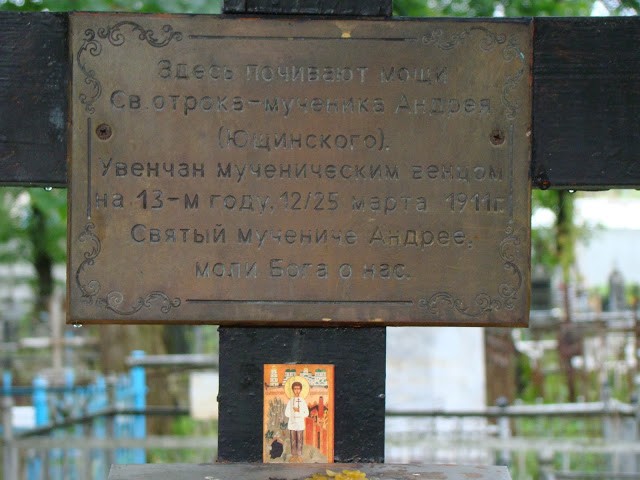 Здесь почивают мощи
Св.отрока-мученика Андрея
(Ющинского).
Увенчан мученическим венцом
на 13-м году, 12/25 марта 1911г.
Святый мучениче Андрее,
моли Бога о нас.